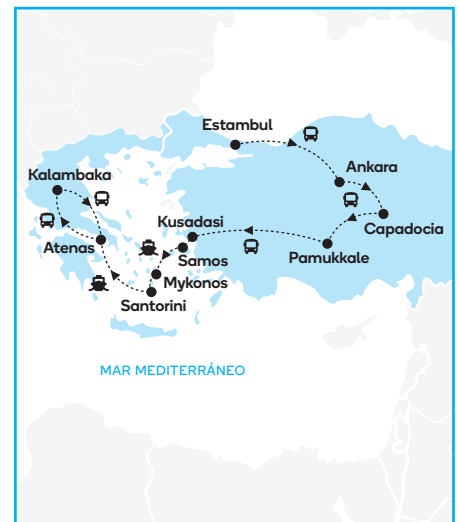 Estambul
Ankara
Kalambaka
Capadocia
Kusadasi
Atenas
Samos
Pamukkale
Mykonos
Santorini
MAR MEDITERRÁNEO